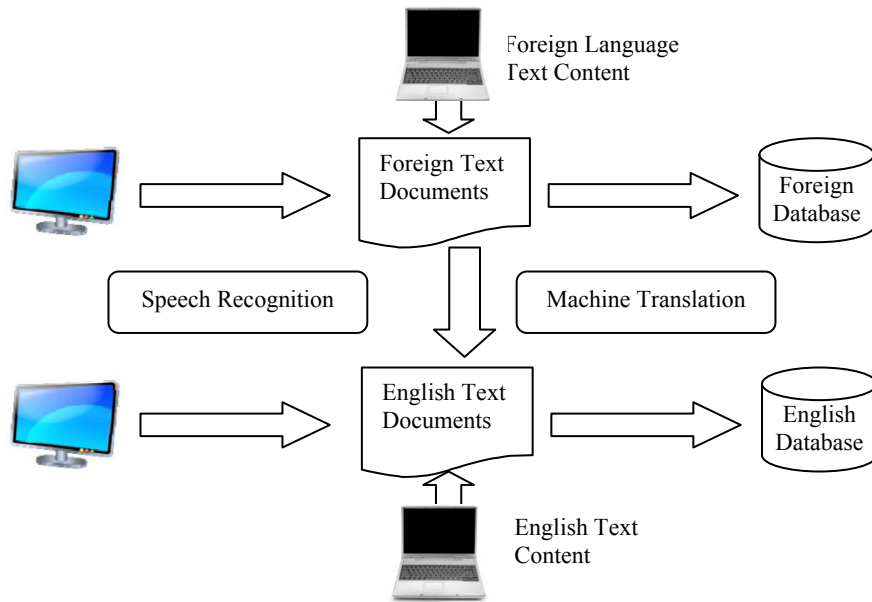 Foreign Language
Text Content
Foreign Text
Documents
Foreign
Database
Speech Recognition
Machine Translation
English Text
Documents
English
Database
English Text
Content